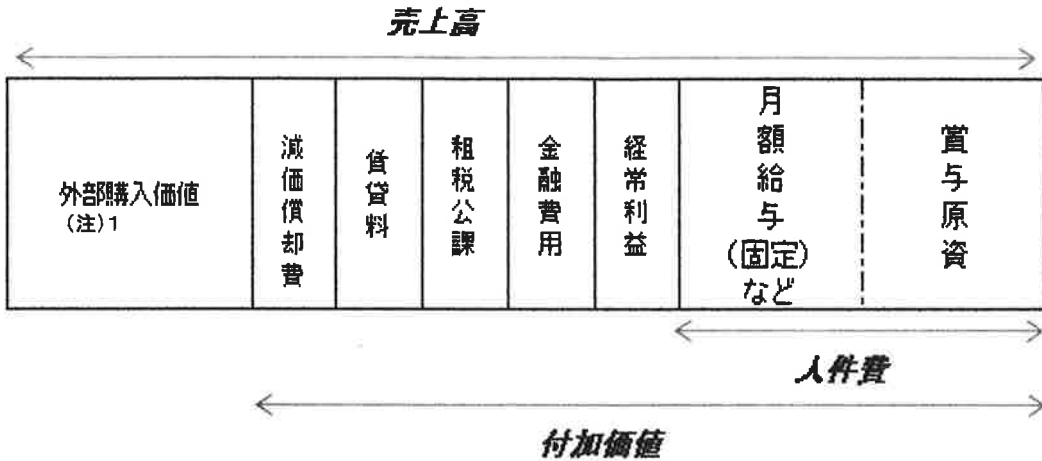 売上高
外部購入価値
(注)1
減価償却費
賃貸料
租税公課
金融費用
経常利益
月額給与
(固定)
など
賞与原資
人件費
付加価値